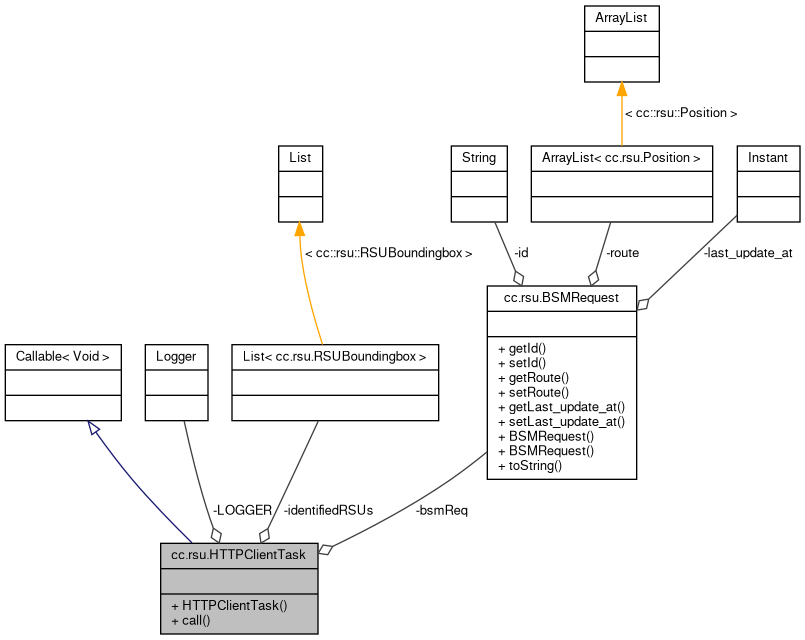 ArrayList
< cc::rsu::Position >
List
String
ArrayList< cc.rsu.Position >
Instant
< cc::rsu::RSUBoundingbox >
-id
-route
-last_update_at
cc.rsu.BSMRequest
+ getId()
+ setId()
+ getRoute()
+ setRoute()
+ getLast_update_at()
+ setLast_update_at()
+ BSMRequest()
+ BSMRequest()
+ toString()
Callable< Void >
Logger
List< cc.rsu.RSUBoundingbox >
-LOGGER
-identifiedRSUs
-bsmReq
cc.rsu.HTTPClientTask
+ HTTPClientTask()
+ call()